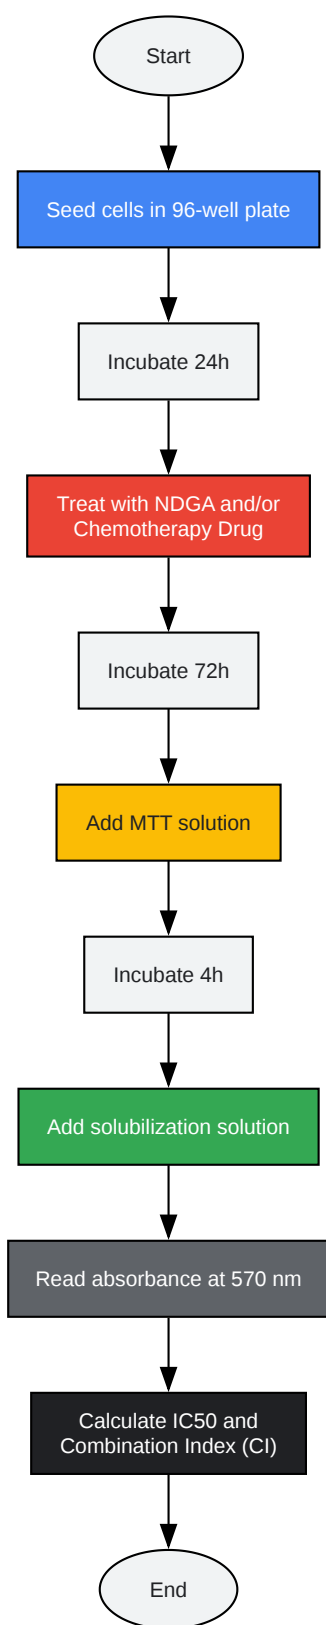 Start
Seed cells in 96-well plate
Incubate 24h
Treat with NDGA and/or
Chemotherapy Drug
Incubate 72h
Add MTT solution
Incubate 4h
Add solubilization solution
Read absorbance at 570 nm
Calculate IC50 and
Combination Index (CI)
End